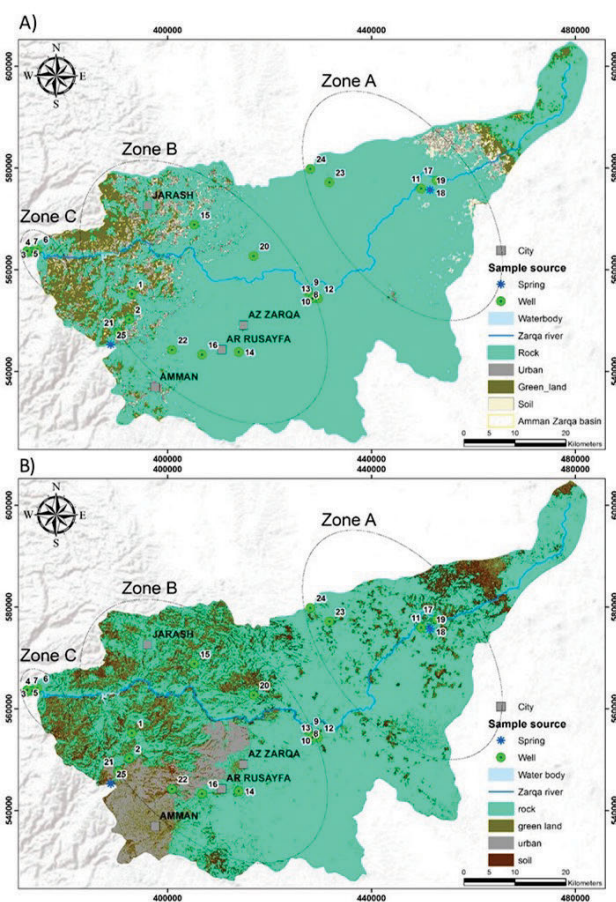 A)
400000
440000
480000
600000
N
W
E
S
Zone A
24
23
17
11
19
18
Zone B
580000
JARASH
15
Zone C
4 7 6
3 5
20
560000
1
9
13
12
10
8
2
21
25
AZ ZARQA
22
16
AR RUSAYFA
14
540000
AMMAN
City
Sample source
Spring
Well
Waterbody
Zarqa river
Rock
Urban
Green_land
Soil
Amman Zarqa basin
0 5 10 20
Kilometers
B)
400000
440000
480000
600000
N
W
E
S
Zone A
24
23
17
11
18
Zone B
580000
JARASH
15
Zone C
4 7 6
3 5
20
560000
1
9
13
12
10
8
2
21
25
AZ ZARQA
22
16
AR RUSAYFA
14
540000
AMMAN
City
Sample source
Spring
Well
Water body
Zarqa river
rock
green land
urban
soil
0 5 10 20
Kilometers
400000
440000
480000